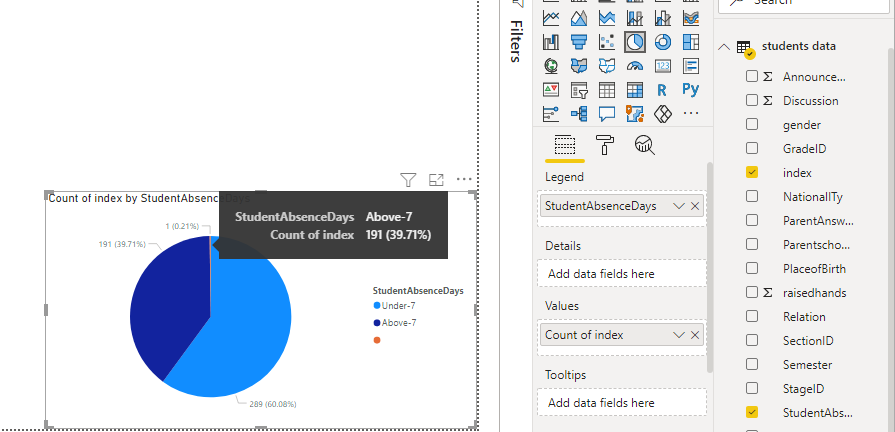 Search
Filters
R Py
123
students data
Σ Announce...
Σ Discussion
gender
GradeID
index
NationalITy
ParentAnsw...
Parentscho...
PlaceofBirth
Σ raisedhands
Relation
SectionID
Semester
StageID
StudentAbs...
Legend
StudentAbsenceDays
Details
Add data fields here
Values
Count of index
Tooltips
Add data fields here
Count of index by StudentAbsenceDays
StudentAbsenceDays Above-7
Count of index 191 (39.71%)
1 (0.21%)
191 (39.71%)
289 (60.08%)
StudentAbsenceDays
Under-7
Above-7